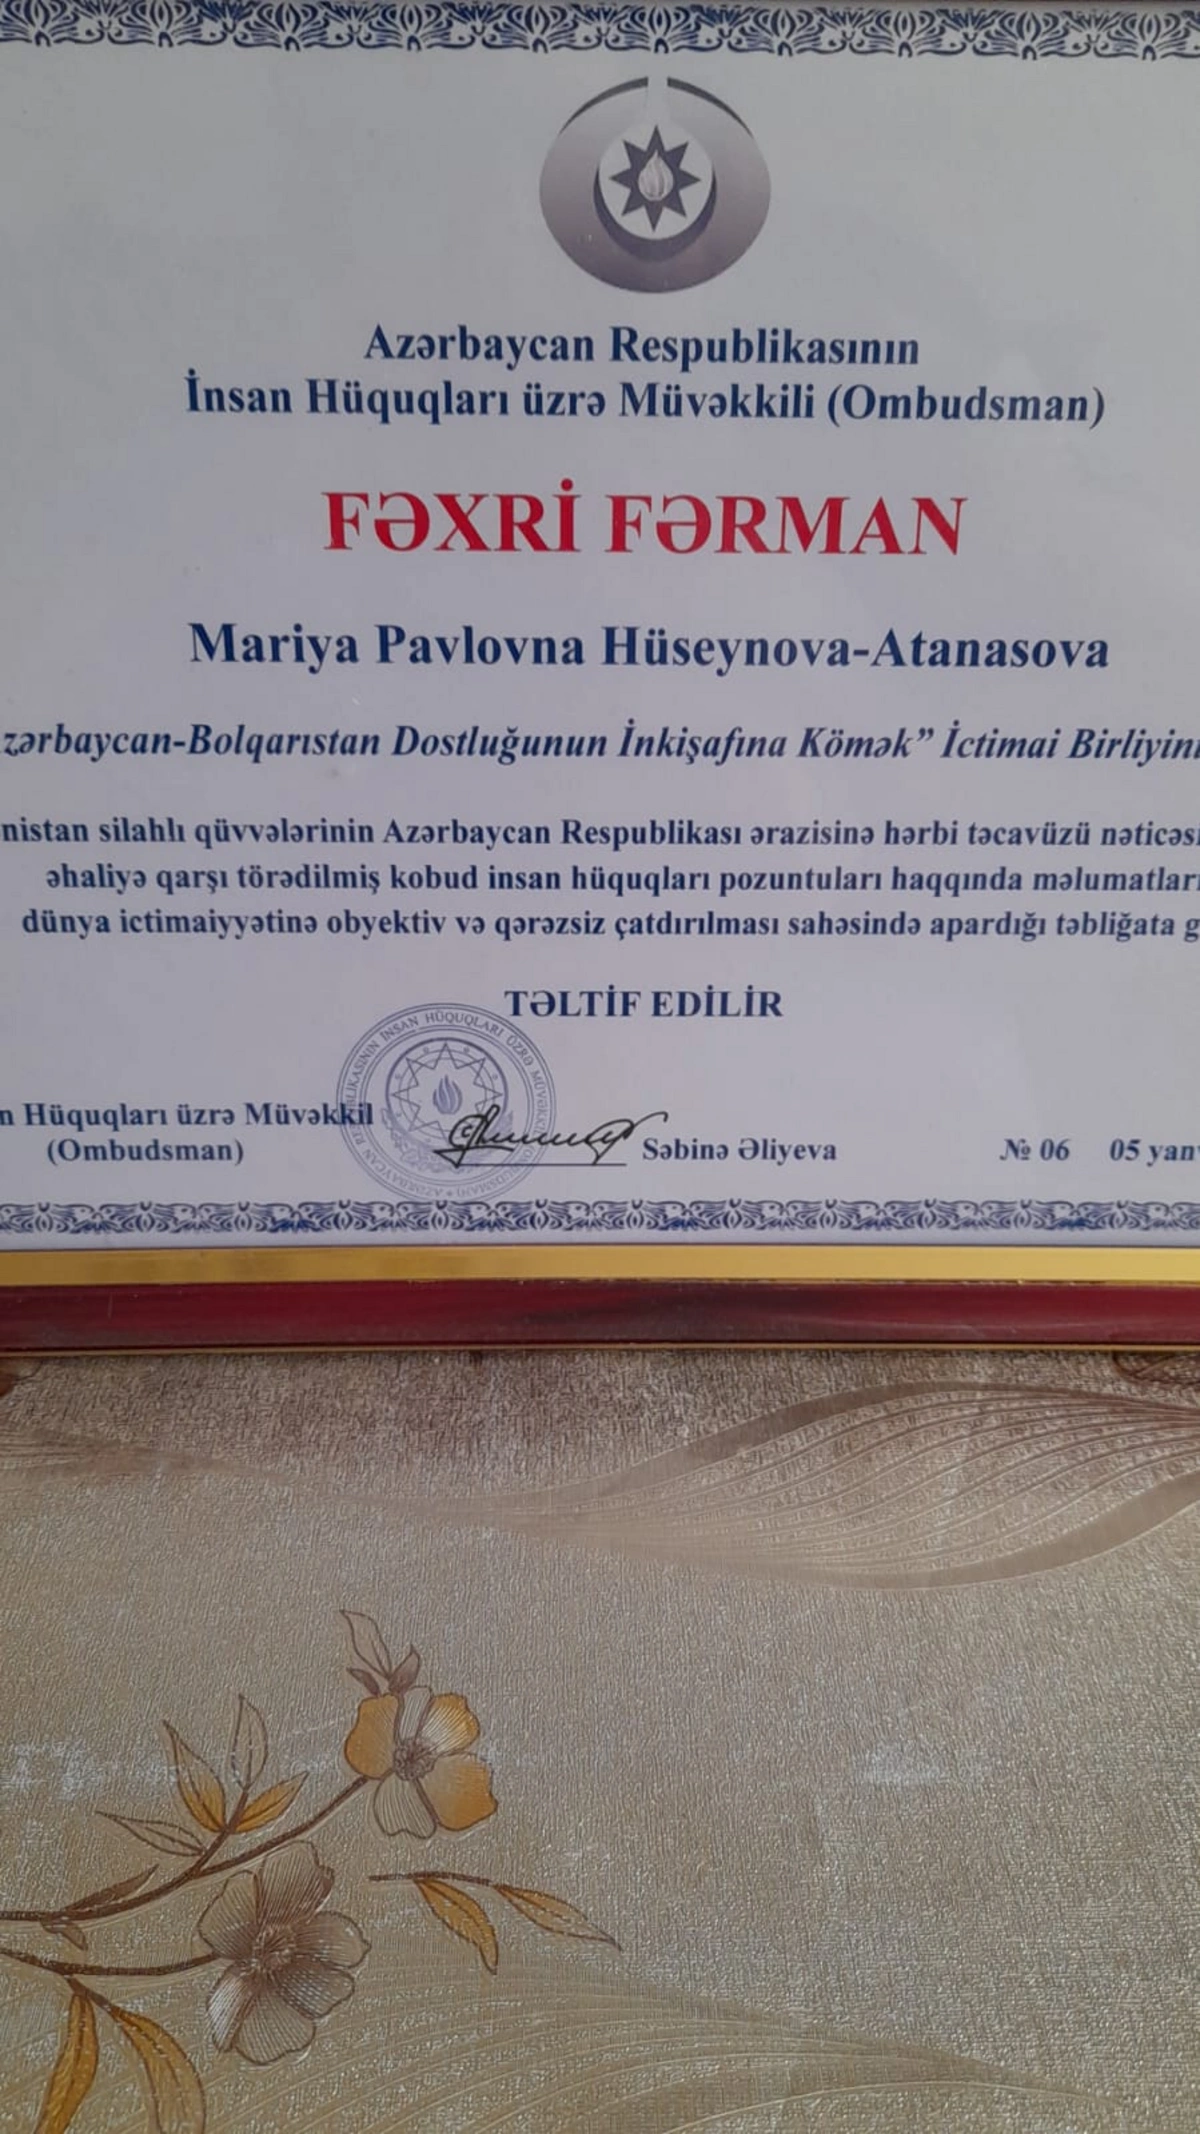 Azərbaycan Respublikasının
İnsan Hüquqları üzrə Müvəkkili (Ombudsman)
FƏXRİ FƏRMAN
Mariya Pavlovna Hüseynova-Atanasova
zərbaycan-Bolqarıstan Dostluğunun İnkişafına Kömək” İctimai Birliyini
nistan silahlı qüvvələrinin Azərbaycan Respublikası ərazisinə hərbi təcavüzü nəticəsi
əhaliyə qarşı törədilmiş kobud insan hüquqları pozuntuları haqqında məlumatları
dünya ictimaiyyətinə obyektiv və qərəzsiz çatdırılması sahəsində apardığı təbliğata g
TƏLTİF EDİLİR
n Hüquqları üzrə Müvəkkil
(Ombudsman)
Səbinə Əliyeva
№ 06 05 yan